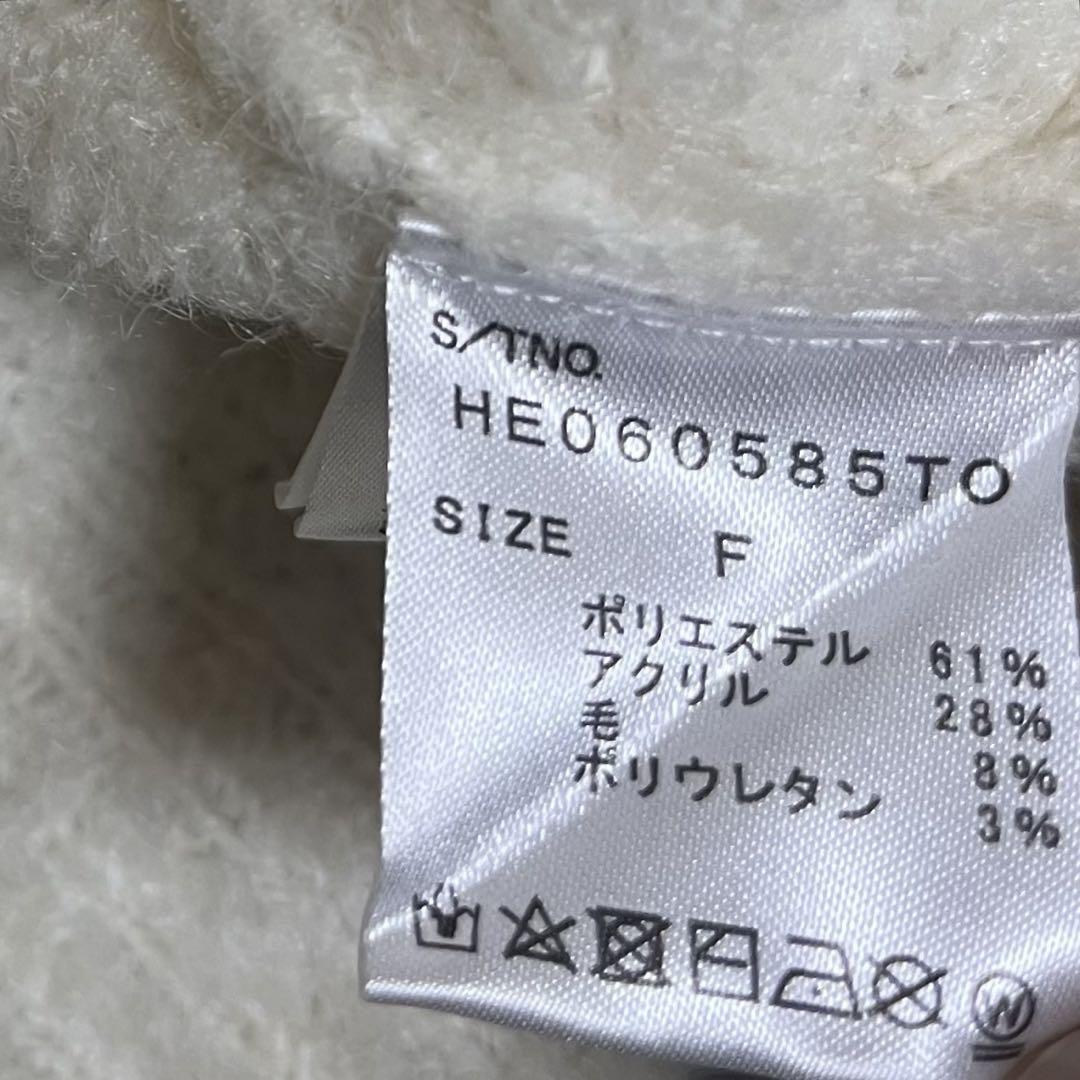 S/TNO.
HE060585TO
SIZE F
ポリエステル 61%
アクリル 28%
毛 8%
ポリウレタン 3%
W